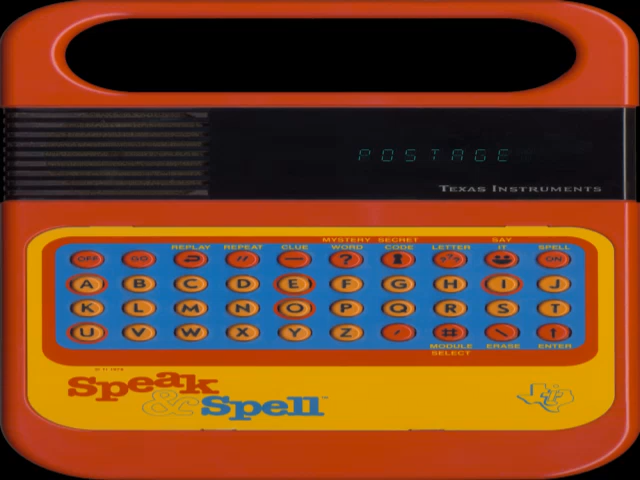 POSTAGE
TEXAS INSTRUMENTS
MYSTERY SECRET SAY
REPLAY REPEAT CLUE WORD CODE LETTER IT SPELL
OFF GO ? ??? ON
A B C D E F G H I J
K L M N O P Q R S T
U V W X Y Z ' # \ ↑
MODULE SELECT ERASE ENTER
Speak
& Spell™